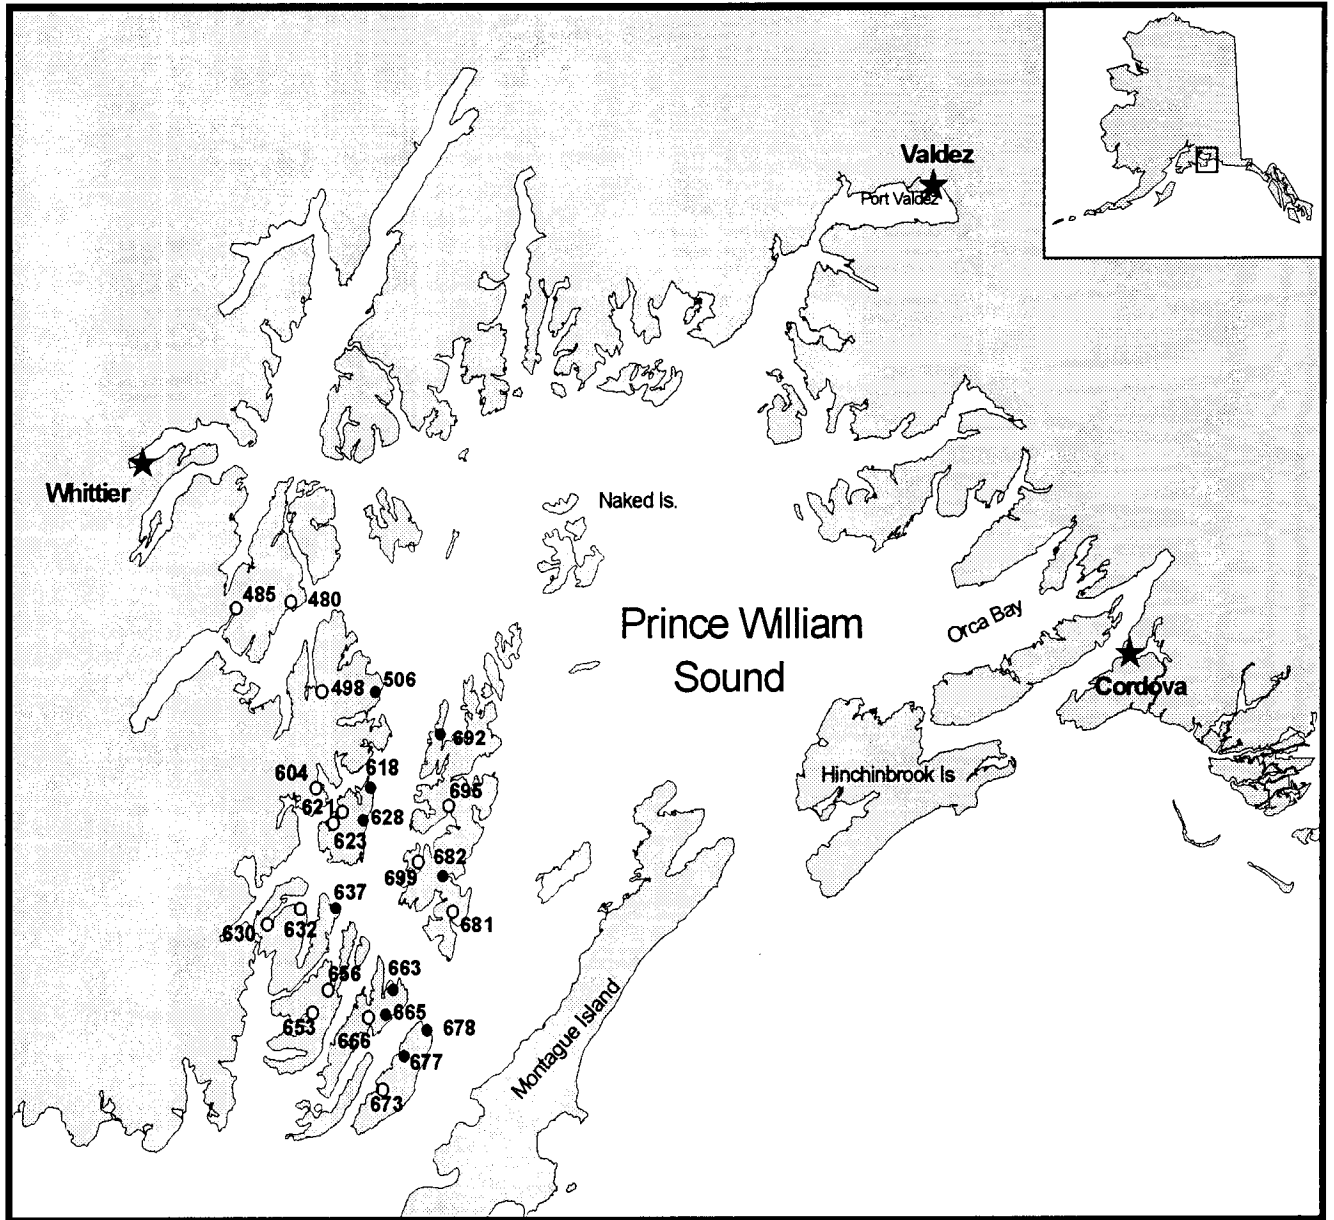 Valdez
Port Valdez
Whittier
Naked Is.
485
480
Prince William
Sound
Orca Bay
498
506
Cordova
692
604
618
Hinchinbrook Is
621
695
628
623
682
699
637
630
632
681
656
663
653
665
666
678
677
Montague Island
673